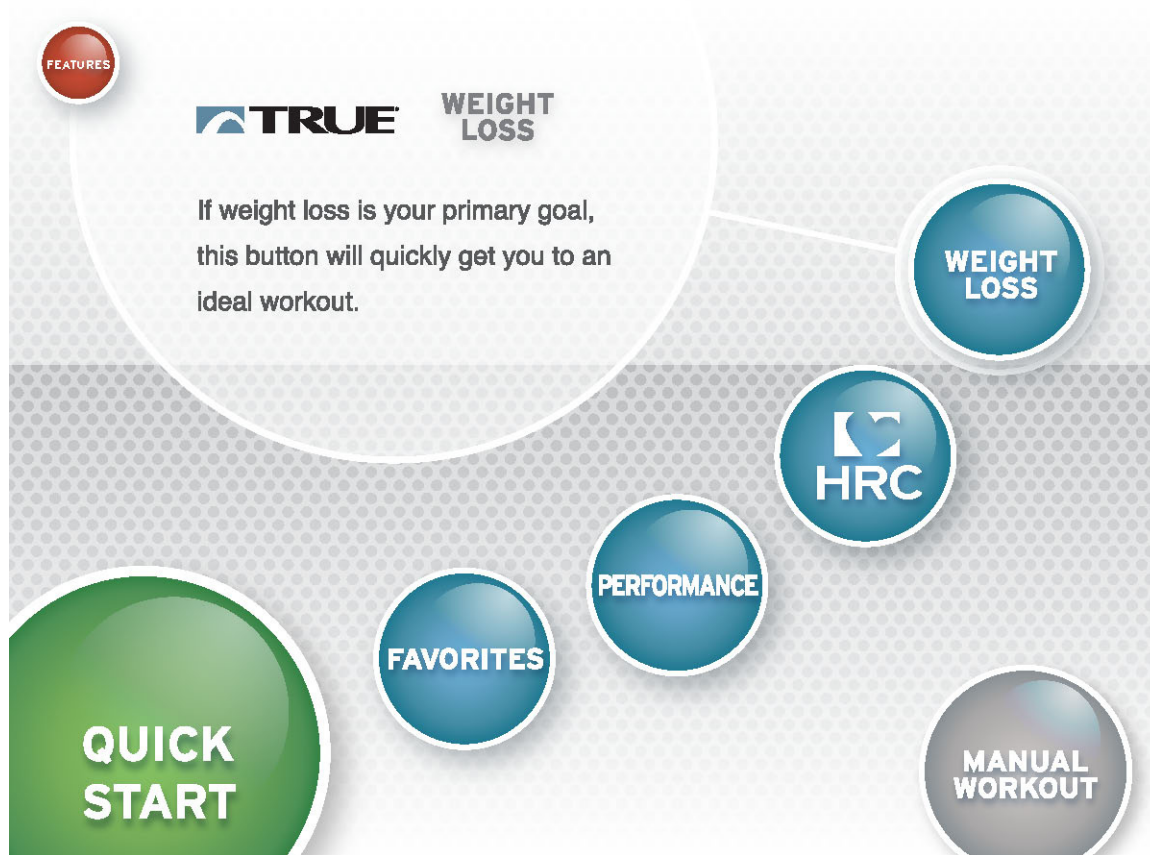 FEATURES
TRUE
WEIGHT
LOSS
If weight loss is your primary goal,
this button will quickly get you to an
ideal workout.
WEIGHT
LOSS
HRC
PERFORMANCE
FAVORITES
QUICK
START
MANUAL
WORKOUT